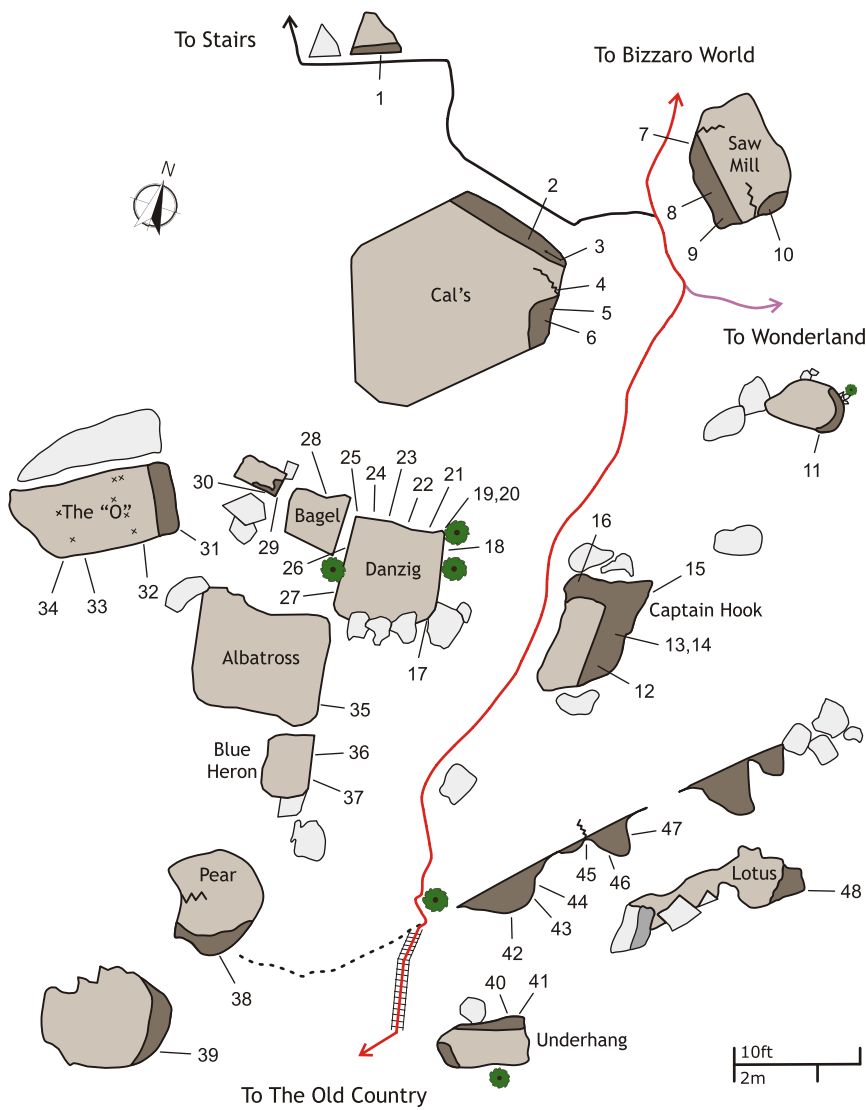 To Stairs
To Bizzaro World
1
N
7
Saw
Mill
2
8
3
9
10
4
Cal's
5
6
To Wonderland
11
28
25
24
23
22
21
19,20
30
Bagel
The "O"
29
18
16
31
26
Danzig
15
32
27
34
33
Captain Hook
13,14
Albatross
17
12
35
Blue
Heron
36
37
47
45
46
Pear
Lotus
48
44
43
42
38
40
41
39
Underhang
10ft
2m
To The Old Country